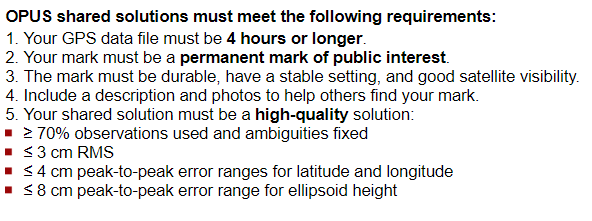 OPUS shared solutions must meet the following requirements:
1. Your GPS data file must be 4 hours or longer.
2. Your mark must be a permanent mark of public interest.
3. The mark must be durable, have a stable setting, and good satellite visibility.
4. Include a description and photos to help others find your mark.
5. Your shared solution must be a high-quality solution:
▪ ≥ 70% observations used and ambiguities fixed
▪ ≤ 3 cm RMS
▪ ≤ 4 cm peak-to-peak error ranges for latitude and longitude
▪ ≤ 8 cm peak-to-peak error range for ellipsoid height